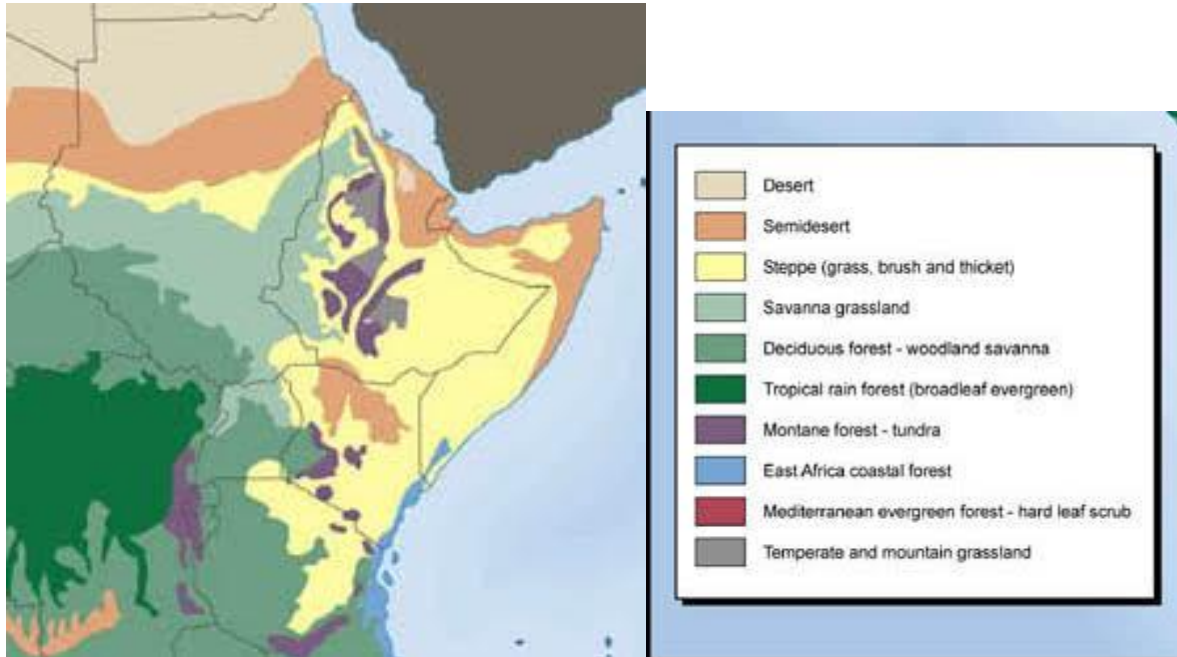 Desert
Semidesert
Steppe (grass, brush and thicket)
Savanna grassland
Deciduous forest - woodland savanna
Tropical rain forest (broadleaf evergreen)
Montane forest - tundra
East Africa coastal forest
Mediterranean evergreen forest - hard leaf scrub
Temperate and mountain grassland